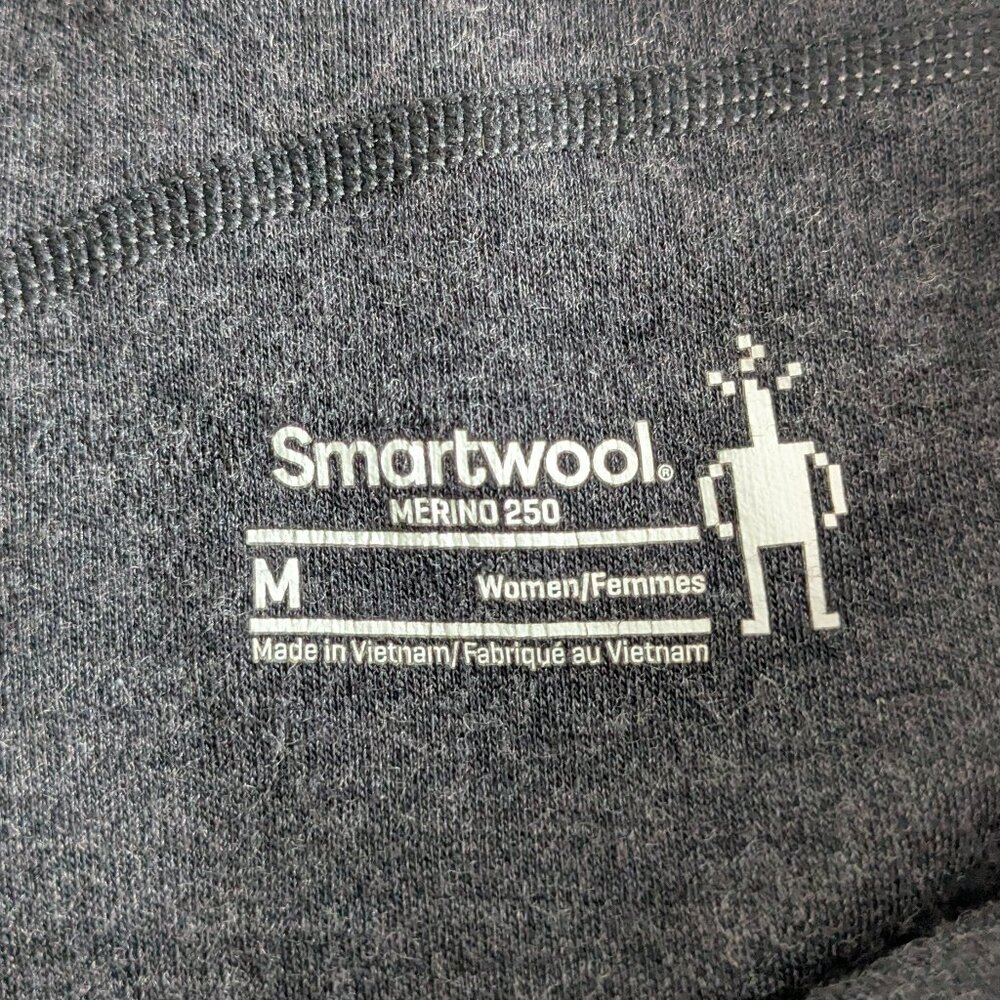 Smartwool®
MERINO 250
M Women/Femmes
Made in Vietnam/Fabriqué au Vietnam